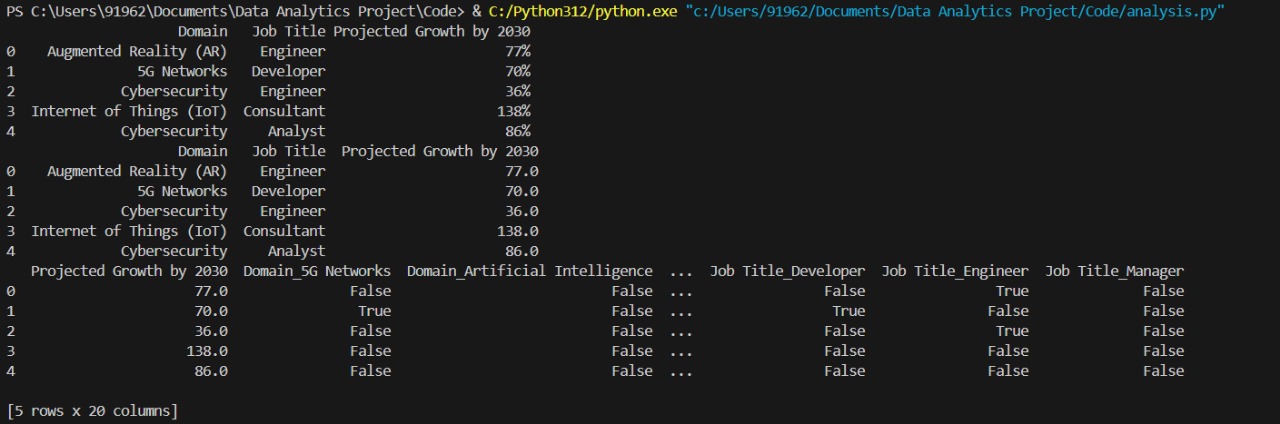 PS C:\Users\91962\Documents\Data Analytics Project\Code> & C:/Python312/python.exe "c:/Users/91962/Documents/Data Analytics Project/Code/analysis.py"
                     Domain   Job Title Projected Growth by 2030
0    Augmented Reality (AR)    Engineer                      77%
1               5G Networks   Developer                      70%
2             Cybersecurity    Engineer                      36%
3  Internet of Things (IoT)  Consultant                     138%
4             Cybersecurity     Analyst                      86%
                     Domain   Job Title  Projected Growth by 2030
0    Augmented Reality (AR)    Engineer                      77.0
1               5G Networks   Developer                      70.0
2             Cybersecurity    Engineer                      36.0
3  Internet of Things (IoT)  Consultant                     138.0
4             Cybersecurity     Analyst                      86.0
   Projected Growth by 2030  Domain_5G Networks  Domain_Artificial Intelligence  ...  Job Title_Developer  Job Title_Engineer  Job Title_Manager
0                      77.0               False                           False  ...                False                True              False
1                      70.0                True                           False  ...                 True               False              False
2                      36.0               False                           False  ...                False                True              False
3                     138.0               False                           False  ...                False               False              False
4                      86.0               False                           False  ...                False               False              False
[5 rows x 20 columns]